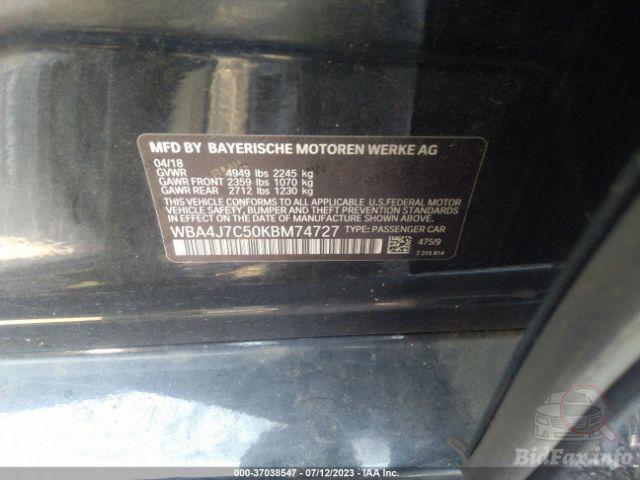 MFD BY BAYERISCHE MOTOREN WERKE AG
04/18
GVWR 4949 lbs 2245 kg
GAWR FRONT 2359 lbs 1070 kg
GAWR REAR 2712 lbs 1230 kg
THIS VEHICLE CONFORMS TO ALL APPLICABLE U.S.FEDERAL MOTOR
VEHICLE SAFETY, BUMPER, AND THEFT PREVENTION STANDARDS IN
EFFECT ON THE DATE OF MANUFACTURE SHOWN ABOVE.
WBA4J7C50KBM74727 TYPE: PASSENGER CAR
475/9
7 318 814
BidFax.info
000-37038547 - 07/12/2023 - IAA Inc.